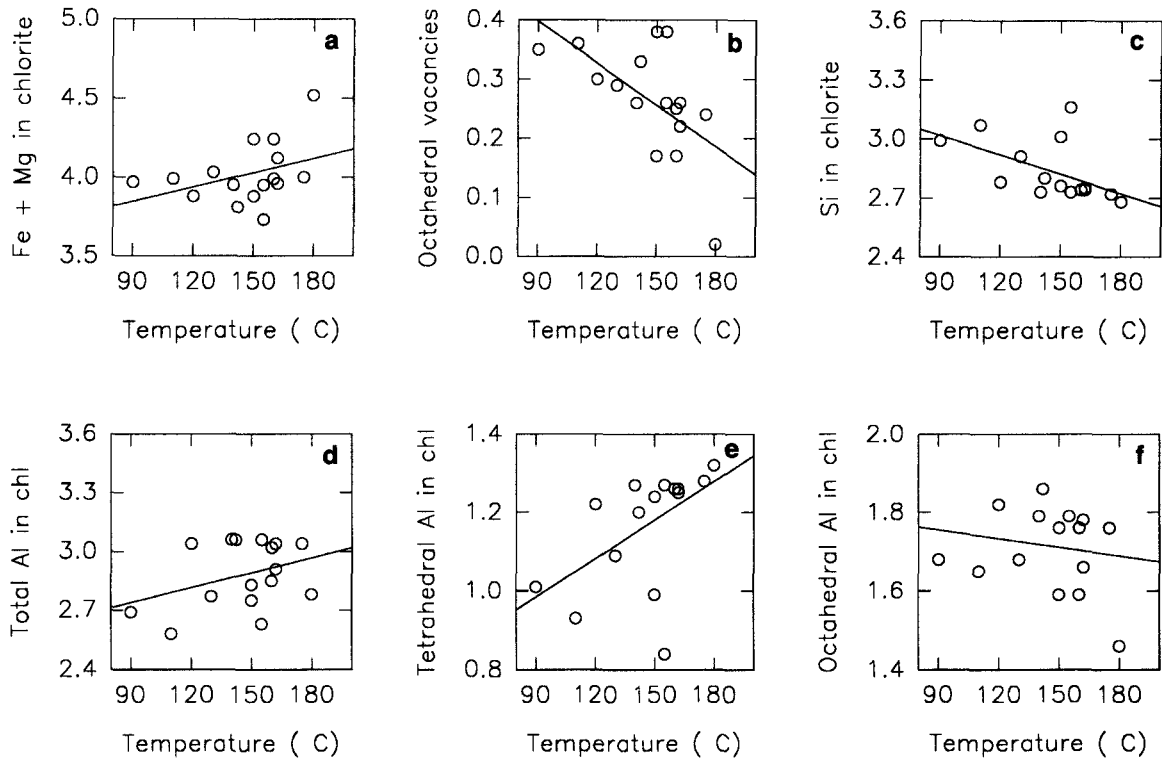 Fe + Mg in chlorite
5.0
4.5
4.0
3.5
a
90 120 150 180
Temperature ( C)
Octahedral vacancies
0.4
0.3
0.2
0.1
0.0
b
90 120 150 180
Temperature ( C)
Si in chlorite
3.6
3.3
3.0
2.7
2.4
c
90 120 150 180
Temperature ( C)
Total Al in chl
3.6
3.3
3.0
2.7
2.4
d
90 120 150 180
Temperature ( C)
Tetrahedral Al in chl
1.4
1.2
1.0
0.8
e
90 120 150 180
Temperature ( C)
Octahedral Al in chl
2.0
1.8
1.6
1.4
f
90 120 150 180
Temperature ( C)